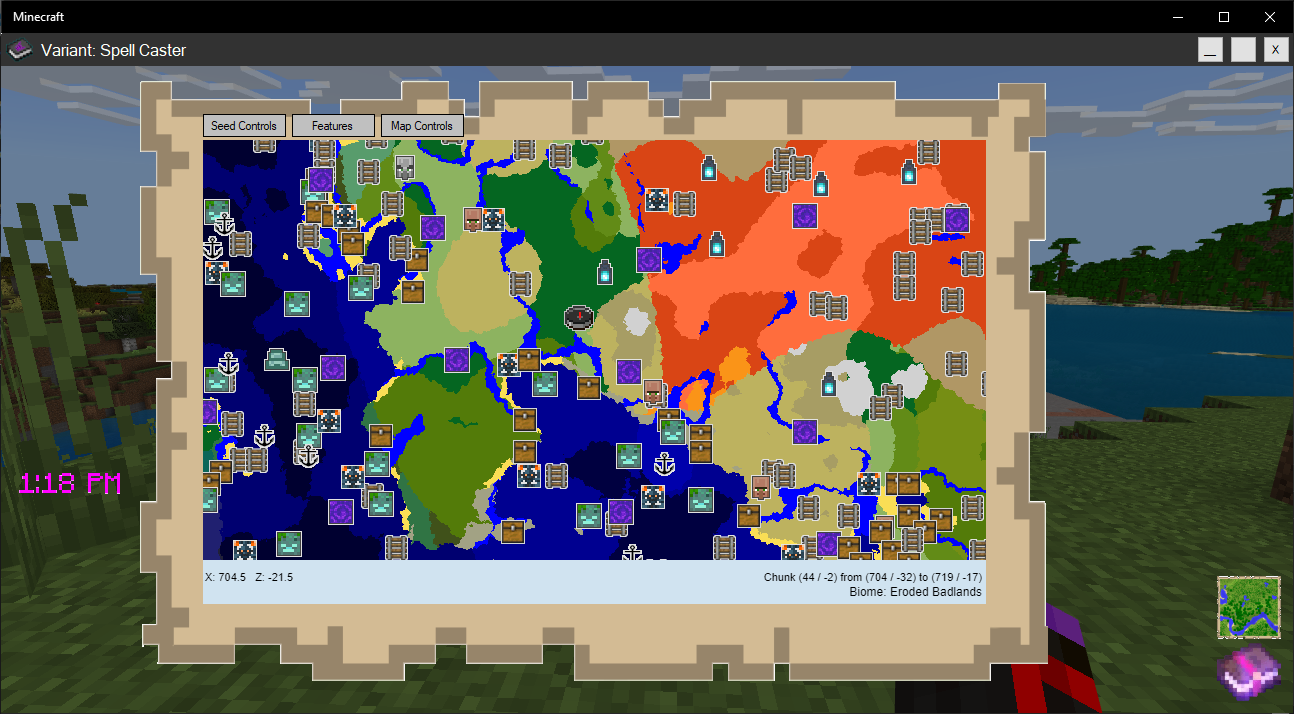 Minecraft
Variant: Spell Caster
X
Seed Controls
Features
Map Controls
1:18 PM
X: 704.5 Z: -21.5
Chunk (44 / -2) from (704 / -32) to (719 / -17)
Biome: Eroded Badlands